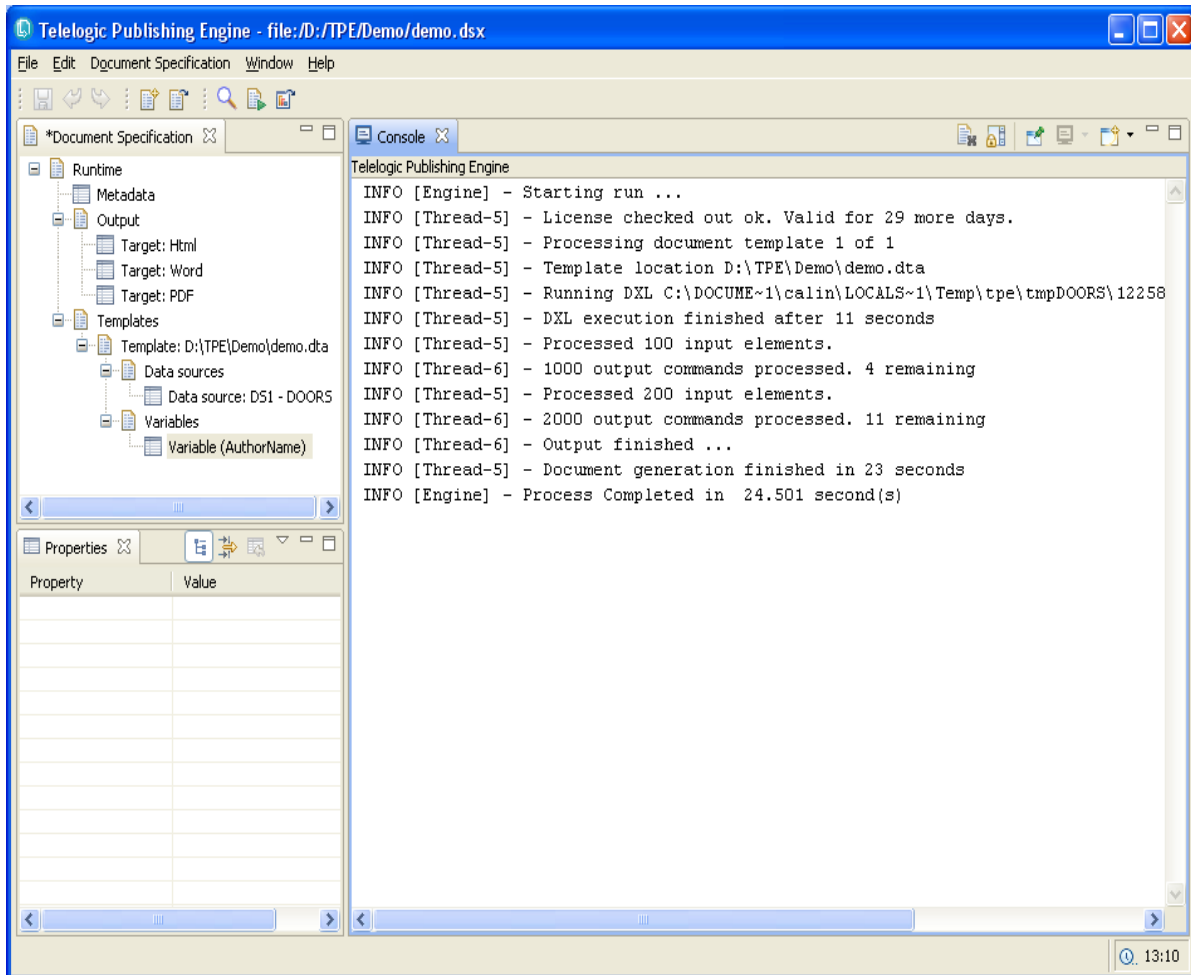 Telelogic Publishing Engine - file:/D:/TPE/Demo/demo.dsx
File Edit Document Specification Window Help
*Document Specification
Runtime
Metadata
Output
Target: Html
Target: Word
Target: PDF
Templates
Template: D:\TPE\Demo\demo.dta
Data sources
Data source: DS1 - DOORS
Variables
Variable (AuthorName)
Properties
Property Value
Console
Telelogic Publishing Engine
INFO [Engine] - Starting run ...
INFO [Thread-5] - License checked out ok. Valid for 29 more days.
INFO [Thread-5] - Processing document template 1 of 1
INFO [Thread-5] - Template location D:\TPE\Demo\demo.dta
INFO [Thread-5] - Running DXL C:\DOCUME~1\calin\LOCALS~1\Temp\tpe\tmpDOORS\12258
INFO [Thread-5] - DXL execution finished after 11 seconds
INFO [Thread-5] - Processed 100 input elements.
INFO [Thread-6] - 1000 output commands processed. 4 remaining
INFO [Thread-5] - Processed 200 input elements.
INFO [Thread-6] - 2000 output commands processed. 11 remaining
INFO [Thread-6] - Output finished ...
INFO [Thread-5] - Document generation finished in 23 seconds
INFO [Engine] - Process Completed in  24.501 second(s)
13:10